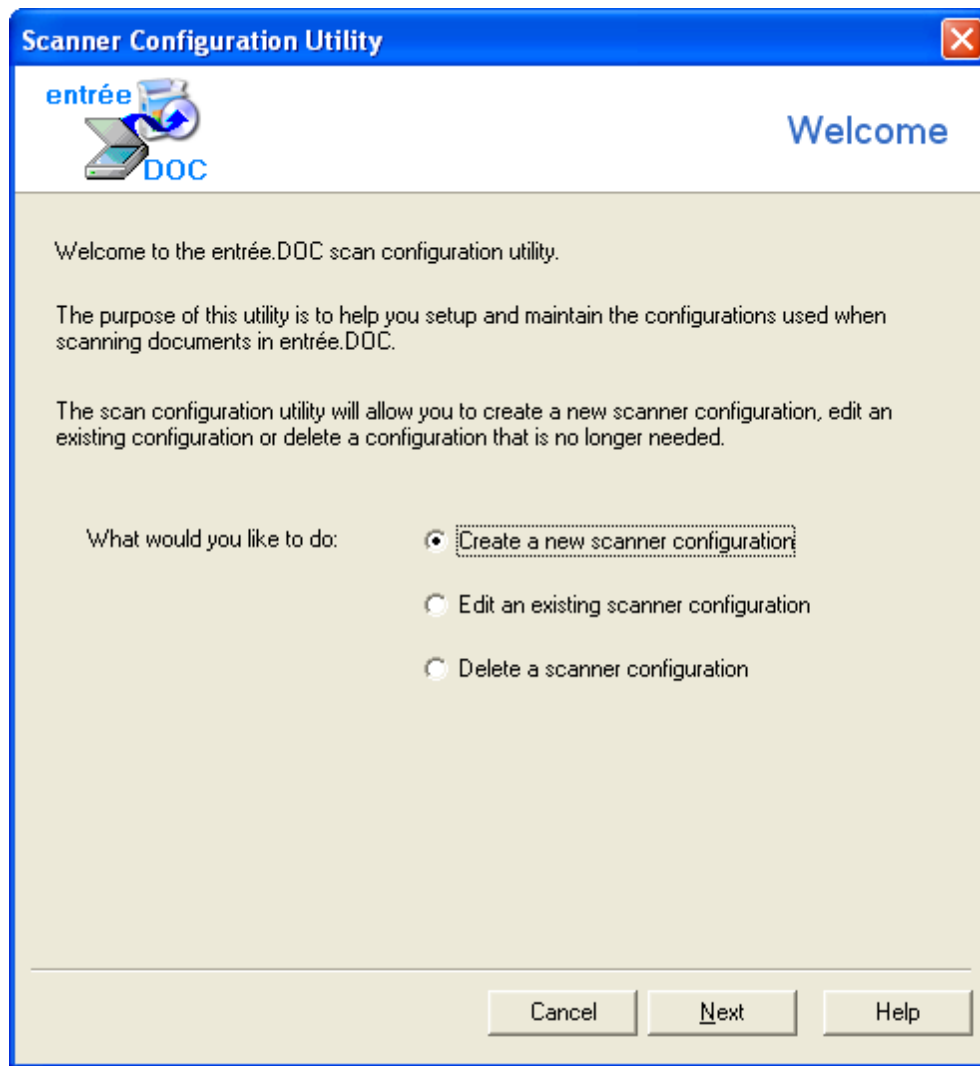 Scanner Configuration Utility
entrée
DOC
Welcome
Welcome to the entrée.DOC scan configuration utility.
The purpose of this utility is to help you setup and maintain the configurations used when
scanning documents in entrée.DOC.
The scan configuration utility will allow you to create a new scanner configuration, edit an
existing configuration or delete a configuration that is no longer needed.
What would you like to do:
Create a new scanner configuration
Edit an existing scanner configuration
Delete a scanner configuration
Cancel
Next
Help